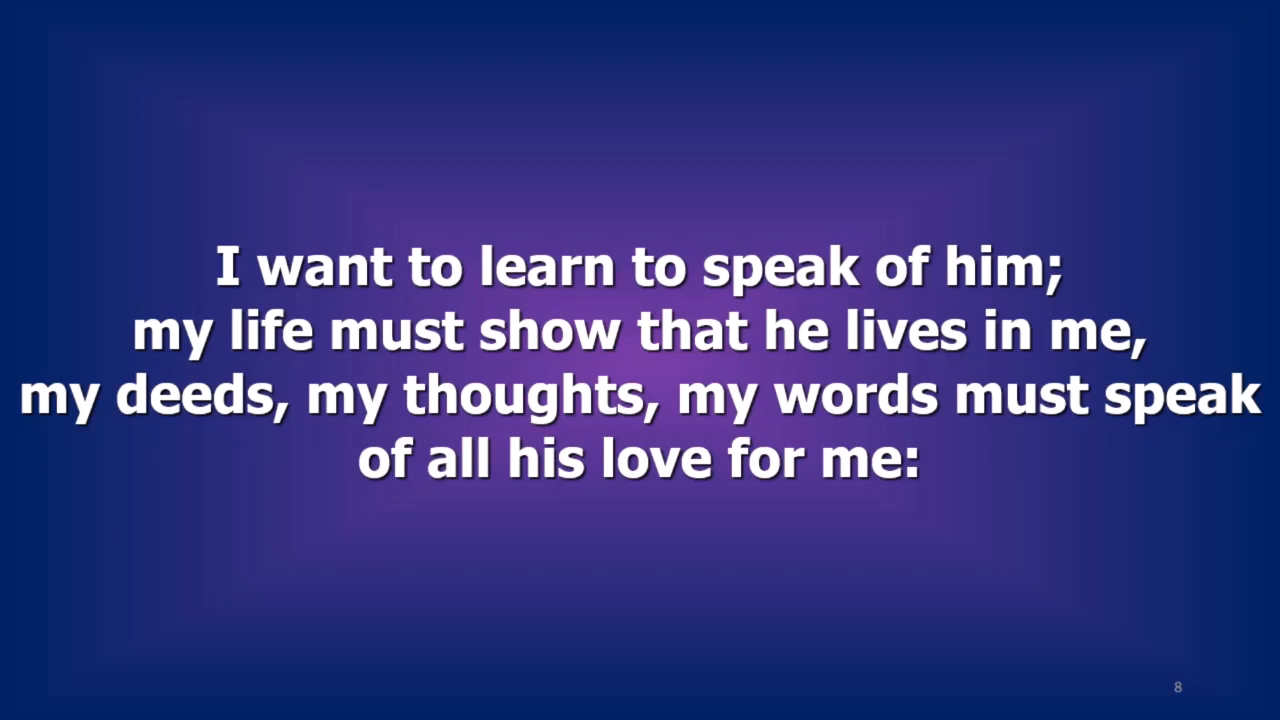 I want to learn to speak of him;
my life must show that he lives in me,
my deeds, my thoughts, my words must speak
of all his love for me:
8